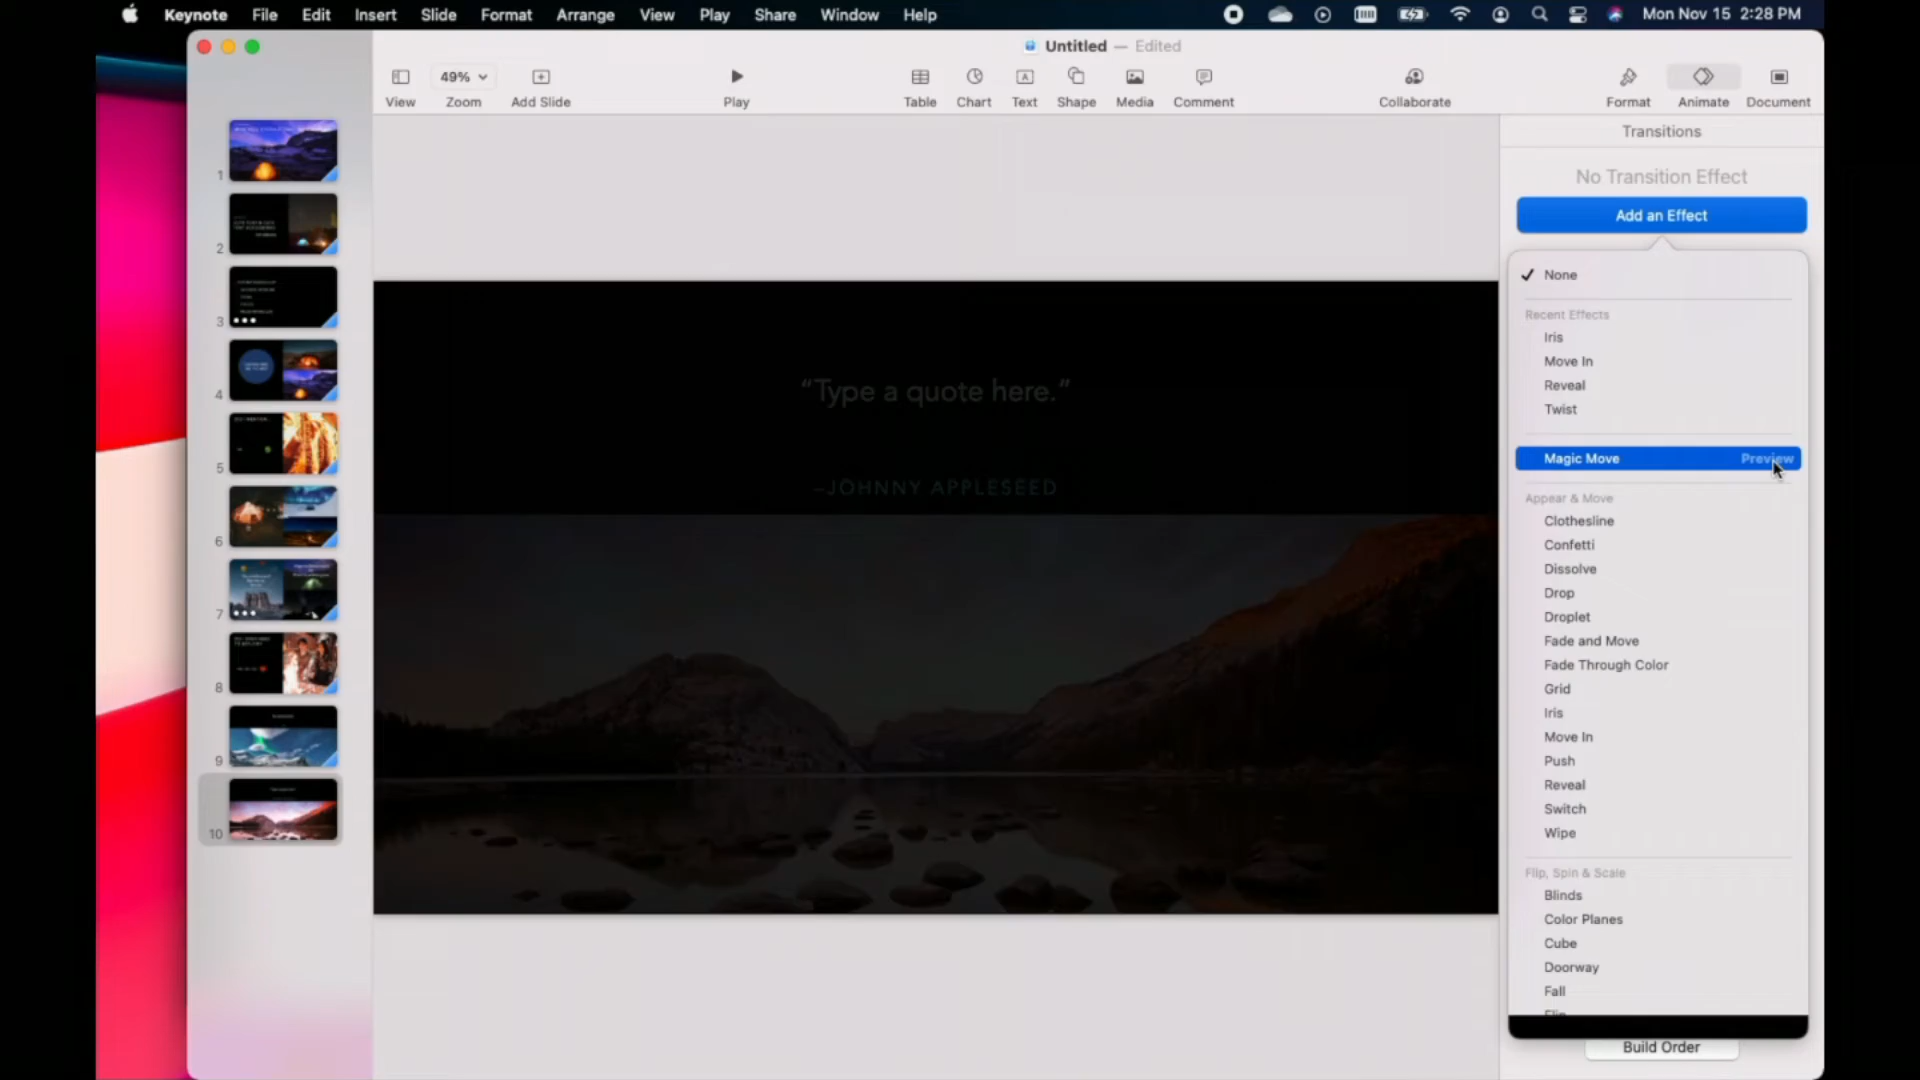 Keynote File Edit Insert Slide Format Arrange View Play Share Window Help Mon Nov 15 2:28 PM
Untitled — Edited
49%
View Zoom Add Slide Play Table Chart Text Shape Media Comment Collaborate Format Animate Document
Transitions
No Transition Effect
Add an Effect
None
Recent Effects
Iris
Move In
Reveal
Twist
Magic Move Preview
Appear & Move
Clothesline
Confetti
Dissolve
Drop
Droplet
Fade and Move
Fade Through Color
Grid
Iris
Move In
Push
Reveal
Switch
Wipe
Flip, Spin & Scale
Blinds
Color Planes
Cube
Doorway
Fall
Flip
Build Order
“Type a quote here.”
–JOHNNY APPLESEED
1
2
3
4
5
6
7
8
9
10